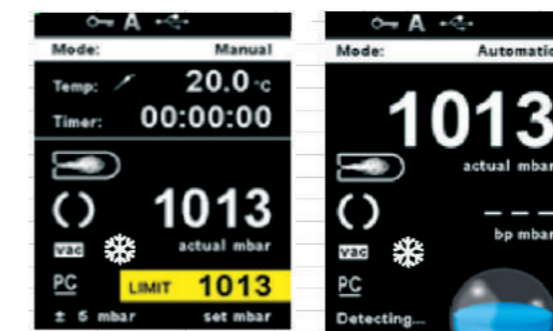 A
Mode: Manual
Temp: 20.0 °C
Timer: 00:00:00
1013
vac actual mbar
PC LIMIT 1013
± 5 mbar set mbar
A
Mode: Automatic
1013
actual mbar
---
vac bp mbar
PC
Detecting...